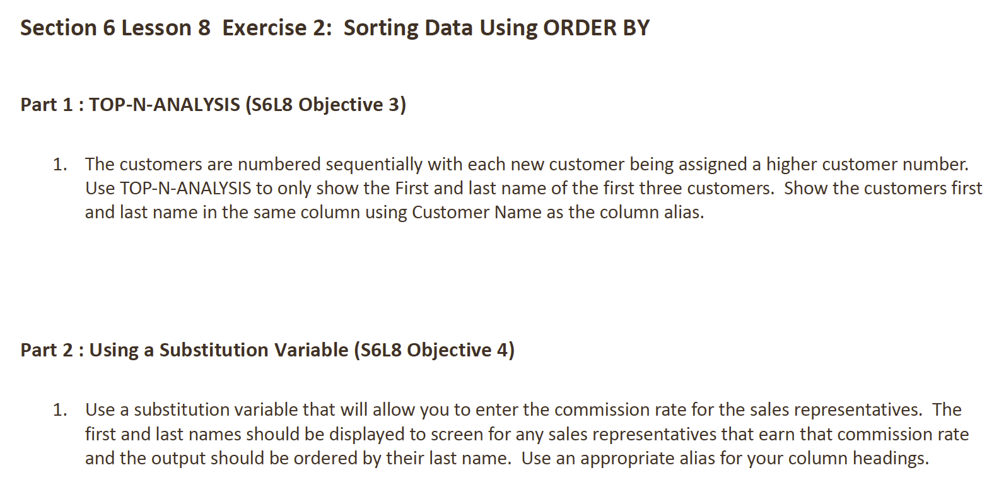 Section 6 Lesson 8  Exercise 2:  Sorting Data Using ORDER BY
Part 1 : TOP-N-ANALYSIS (S6L8 Objective 3)
1. The customers are numbered sequentially with each new customer being assigned a higher customer number.
Use TOP-N-ANALYSIS to only show the First and last name of the first three customers.  Show the customers first
and last name in the same column using Customer Name as the column alias.
Part 2 : Using a Substitution Variable (S6L8 Objective 4)
1. Use a substitution variable that will allow you to enter the commission rate for the sales representatives.  The
first and last names should be displayed to screen for any sales representatives that earn that commission rate
and the output should be ordered by their last name.  Use an appropriate alias for your column headings.